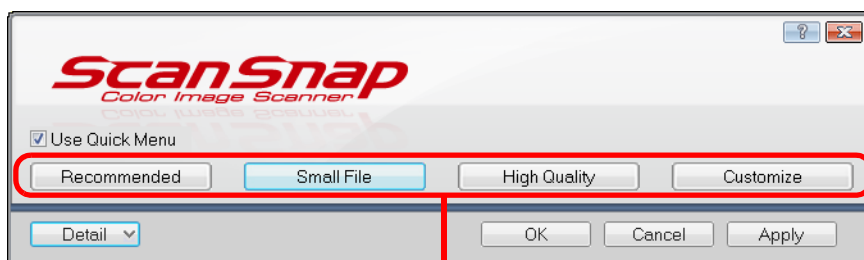 ScanSnap
Color Image Scanner
Use Quick Menu
Recommended Small File High Quality Customize
Detail OK Cancel Apply